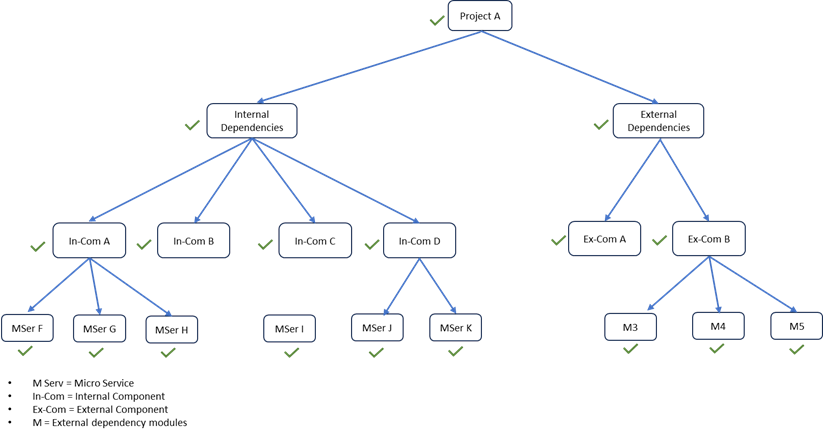 Project A
Internal
Dependencies
External
Dependencies
In-Com A
In-Com B
In-Com C
In-Com D
Ex-Com A
Ex-Com B
MSer F
MSer G
MSer H
MSer I
MSer J
MSer K
M3
M4
M5
• M Serv = Micro Service
• In-Com = Internal Component
• Ex-Com = External Component
• M = External dependency modules